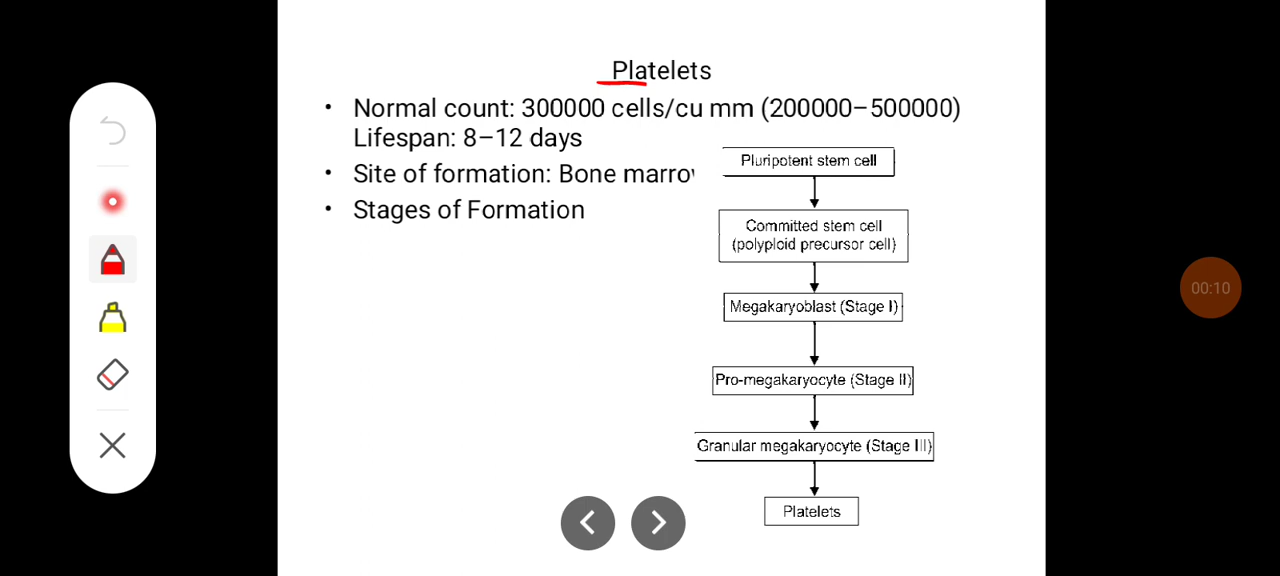 Platelets
• Normal count: 300000 cells/cu mm (200000–500000)
Lifespan: 8–12 days
• Site of formation: Bone marrow
• Stages of Formation
Pluripotent stem cell
Committed stem cell
(polyploid precursor cell)
Megakaryoblast (Stage I)
Pro-megakaryocyte (Stage II)
Granular megakaryocyte (Stage III)
Platelets
00:10